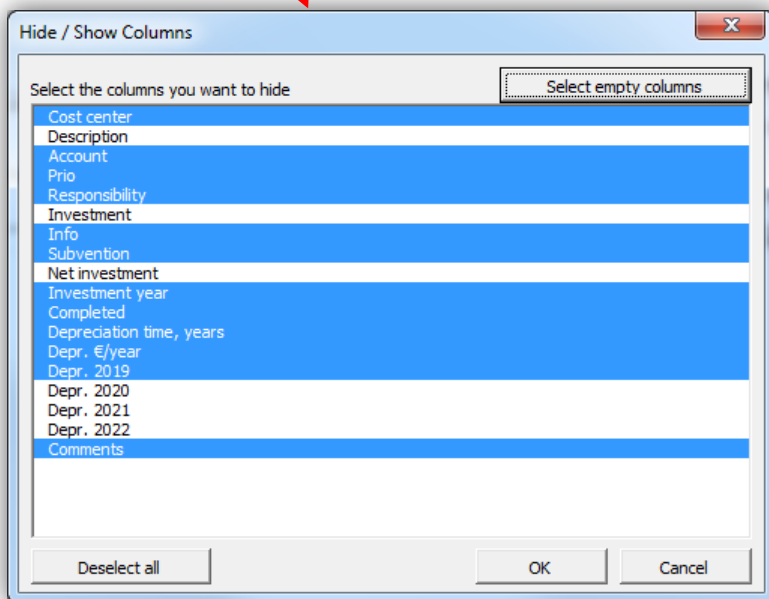 Hide / Show Columns
Select the columns you want to hide
Select empty columns
Cost center
Description
Account
Prio
Responsibility
Investment
Info
Subvention
Net investment
Investment year
Completed
Depreciation time, years
Depr. €/year
Depr. 2019
Depr. 2020
Depr. 2021
Depr. 2022
Comments
Deselect all
OK
Cancel